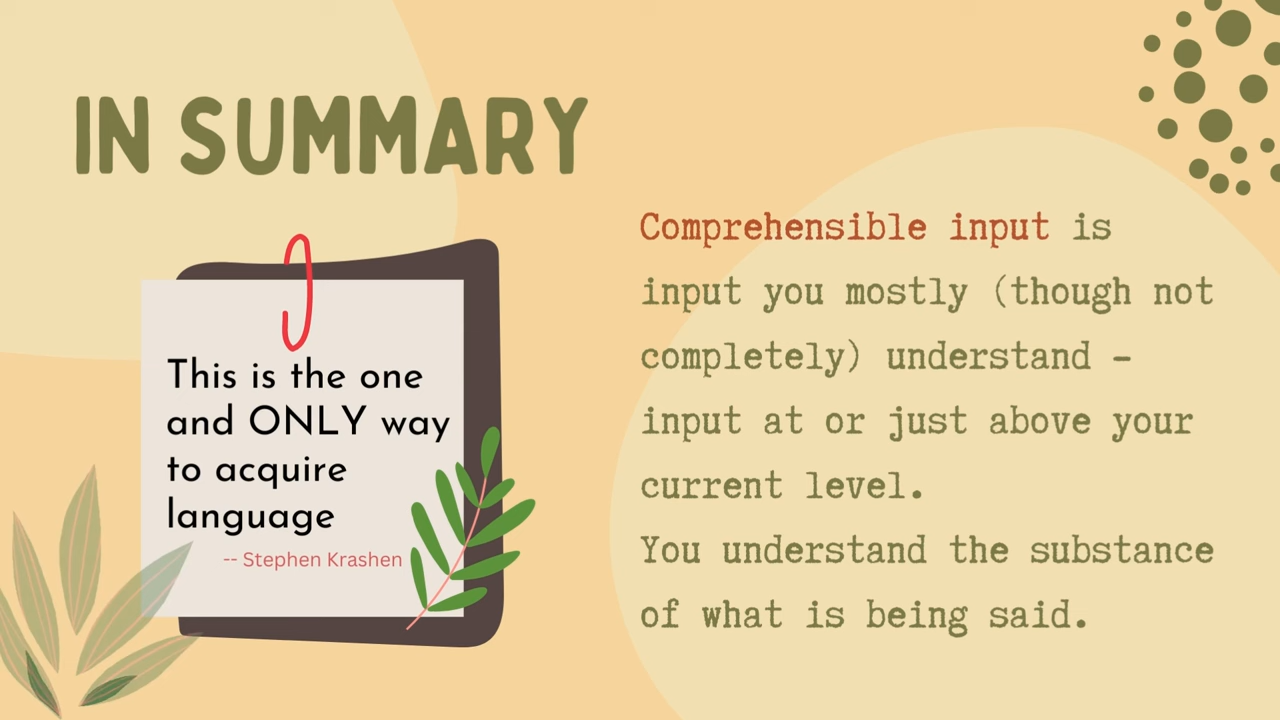 IN SUMMARY
This is the one
and ONLY way
to acquire
language
-- Stephen Krashen
Comprehensible input is
input you mostly (though not
completely) understand –
input at or just above your
current level.
You understand the substance
of what is being said.